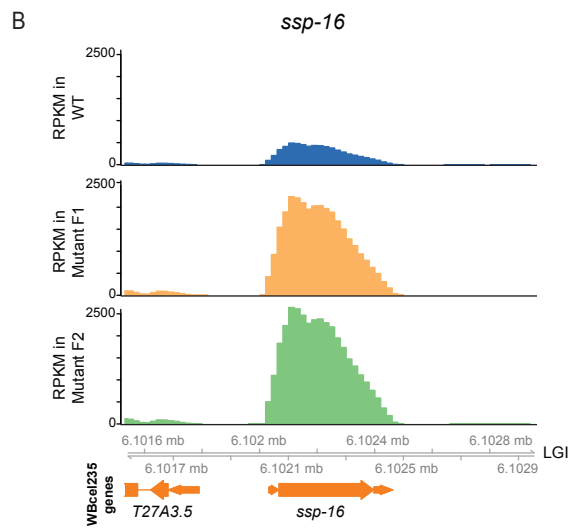 B
ssp-16
RPKM in
WT
2500
0
RPKM in
Mutant F1
2500
0
RPKM in
Mutant F2
2500
0
6.1016 mb 6.102 mb 6.1024 mb 6.1028 mb
LGI
6.1017 mb 6.1021 mb 6.1025 mb 6.1029
WBcel235
genes
T27A3.5 ssp-16